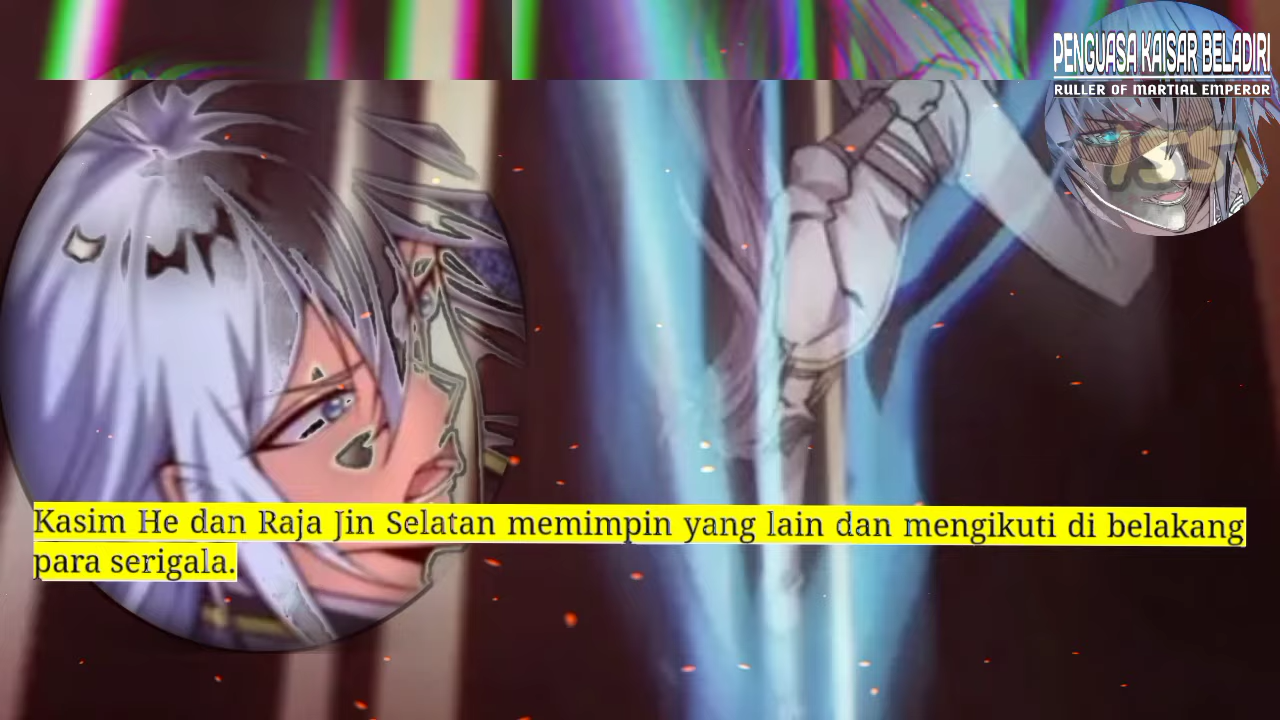 PENGUASA KAISAR BELADIRI
RULLER OF MARTIAL EMPEROR
Kasim He dan Raja Jin Selatan memimpin yang lain dan mengikuti di belakang
para serigala.